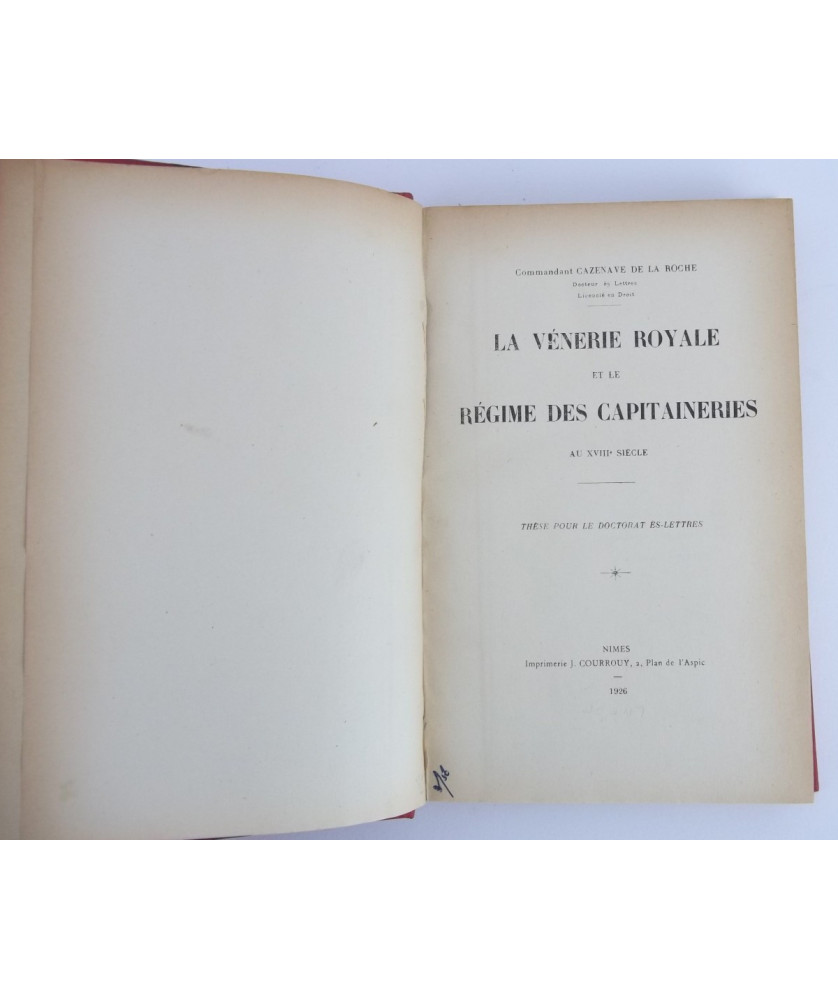 Commandant CAZENAVE DE LA ROCHE
Docteur ès Lettres
Licencié en Droit
LA VÉNERIE ROYALE
ET LE
RÉGIME DES CAPITAINERIES
AU XVIIIe SIÈCLE
THÈSE POUR LE DOCTORAT ÈS-LETTRES
NIMES
Imprimerie J. COURROUY, 2, Plan de l'Aspic
1926